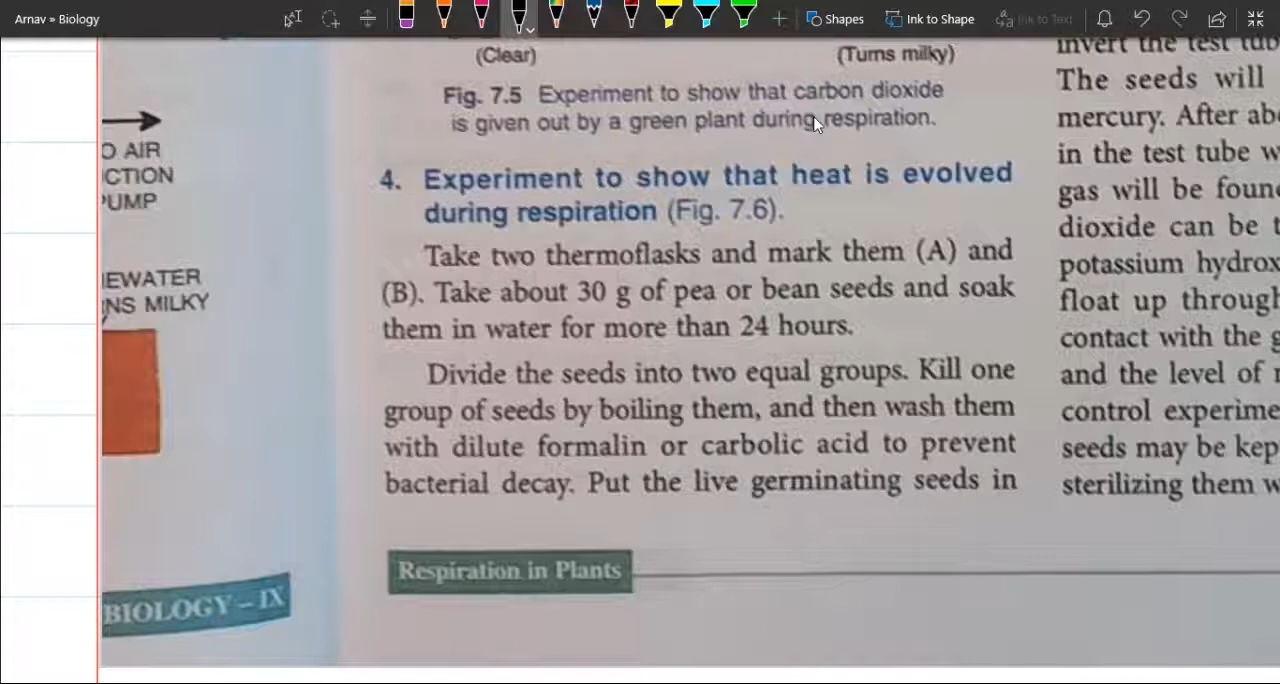 Arnav » Biology
Shapes
Ink to Shape
Ink to Text
(Clear)
(Turns milky)
Fig. 7.5 Experiment to show that carbon dioxide
is given out by a green plant during respiration.
4. Experiment to show that heat is evolved
during respiration (Fig. 7.6).
Take two thermoflasks and mark them (A) and
(B). Take about 30 g of pea or bean seeds and soak
them in water for more than 24 hours.
Divide the seeds into two equal groups. Kill one
group of seeds by boiling them, and then wash them
with dilute formalin or carbolic acid to prevent
bacterial decay. Put the live germinating seeds in
Respiration in Plants
O AIR
CTION
PUMP
EWATER
NS MILKY
BIOLOGY – IX
invert the test tub
The seeds will
mercury. After ab
in the test tube w
gas will be foun
dioxide can be t
potassium hydrox
float up through
contact with the g
and the level of
control experime
seeds may be kep
sterilizing them w